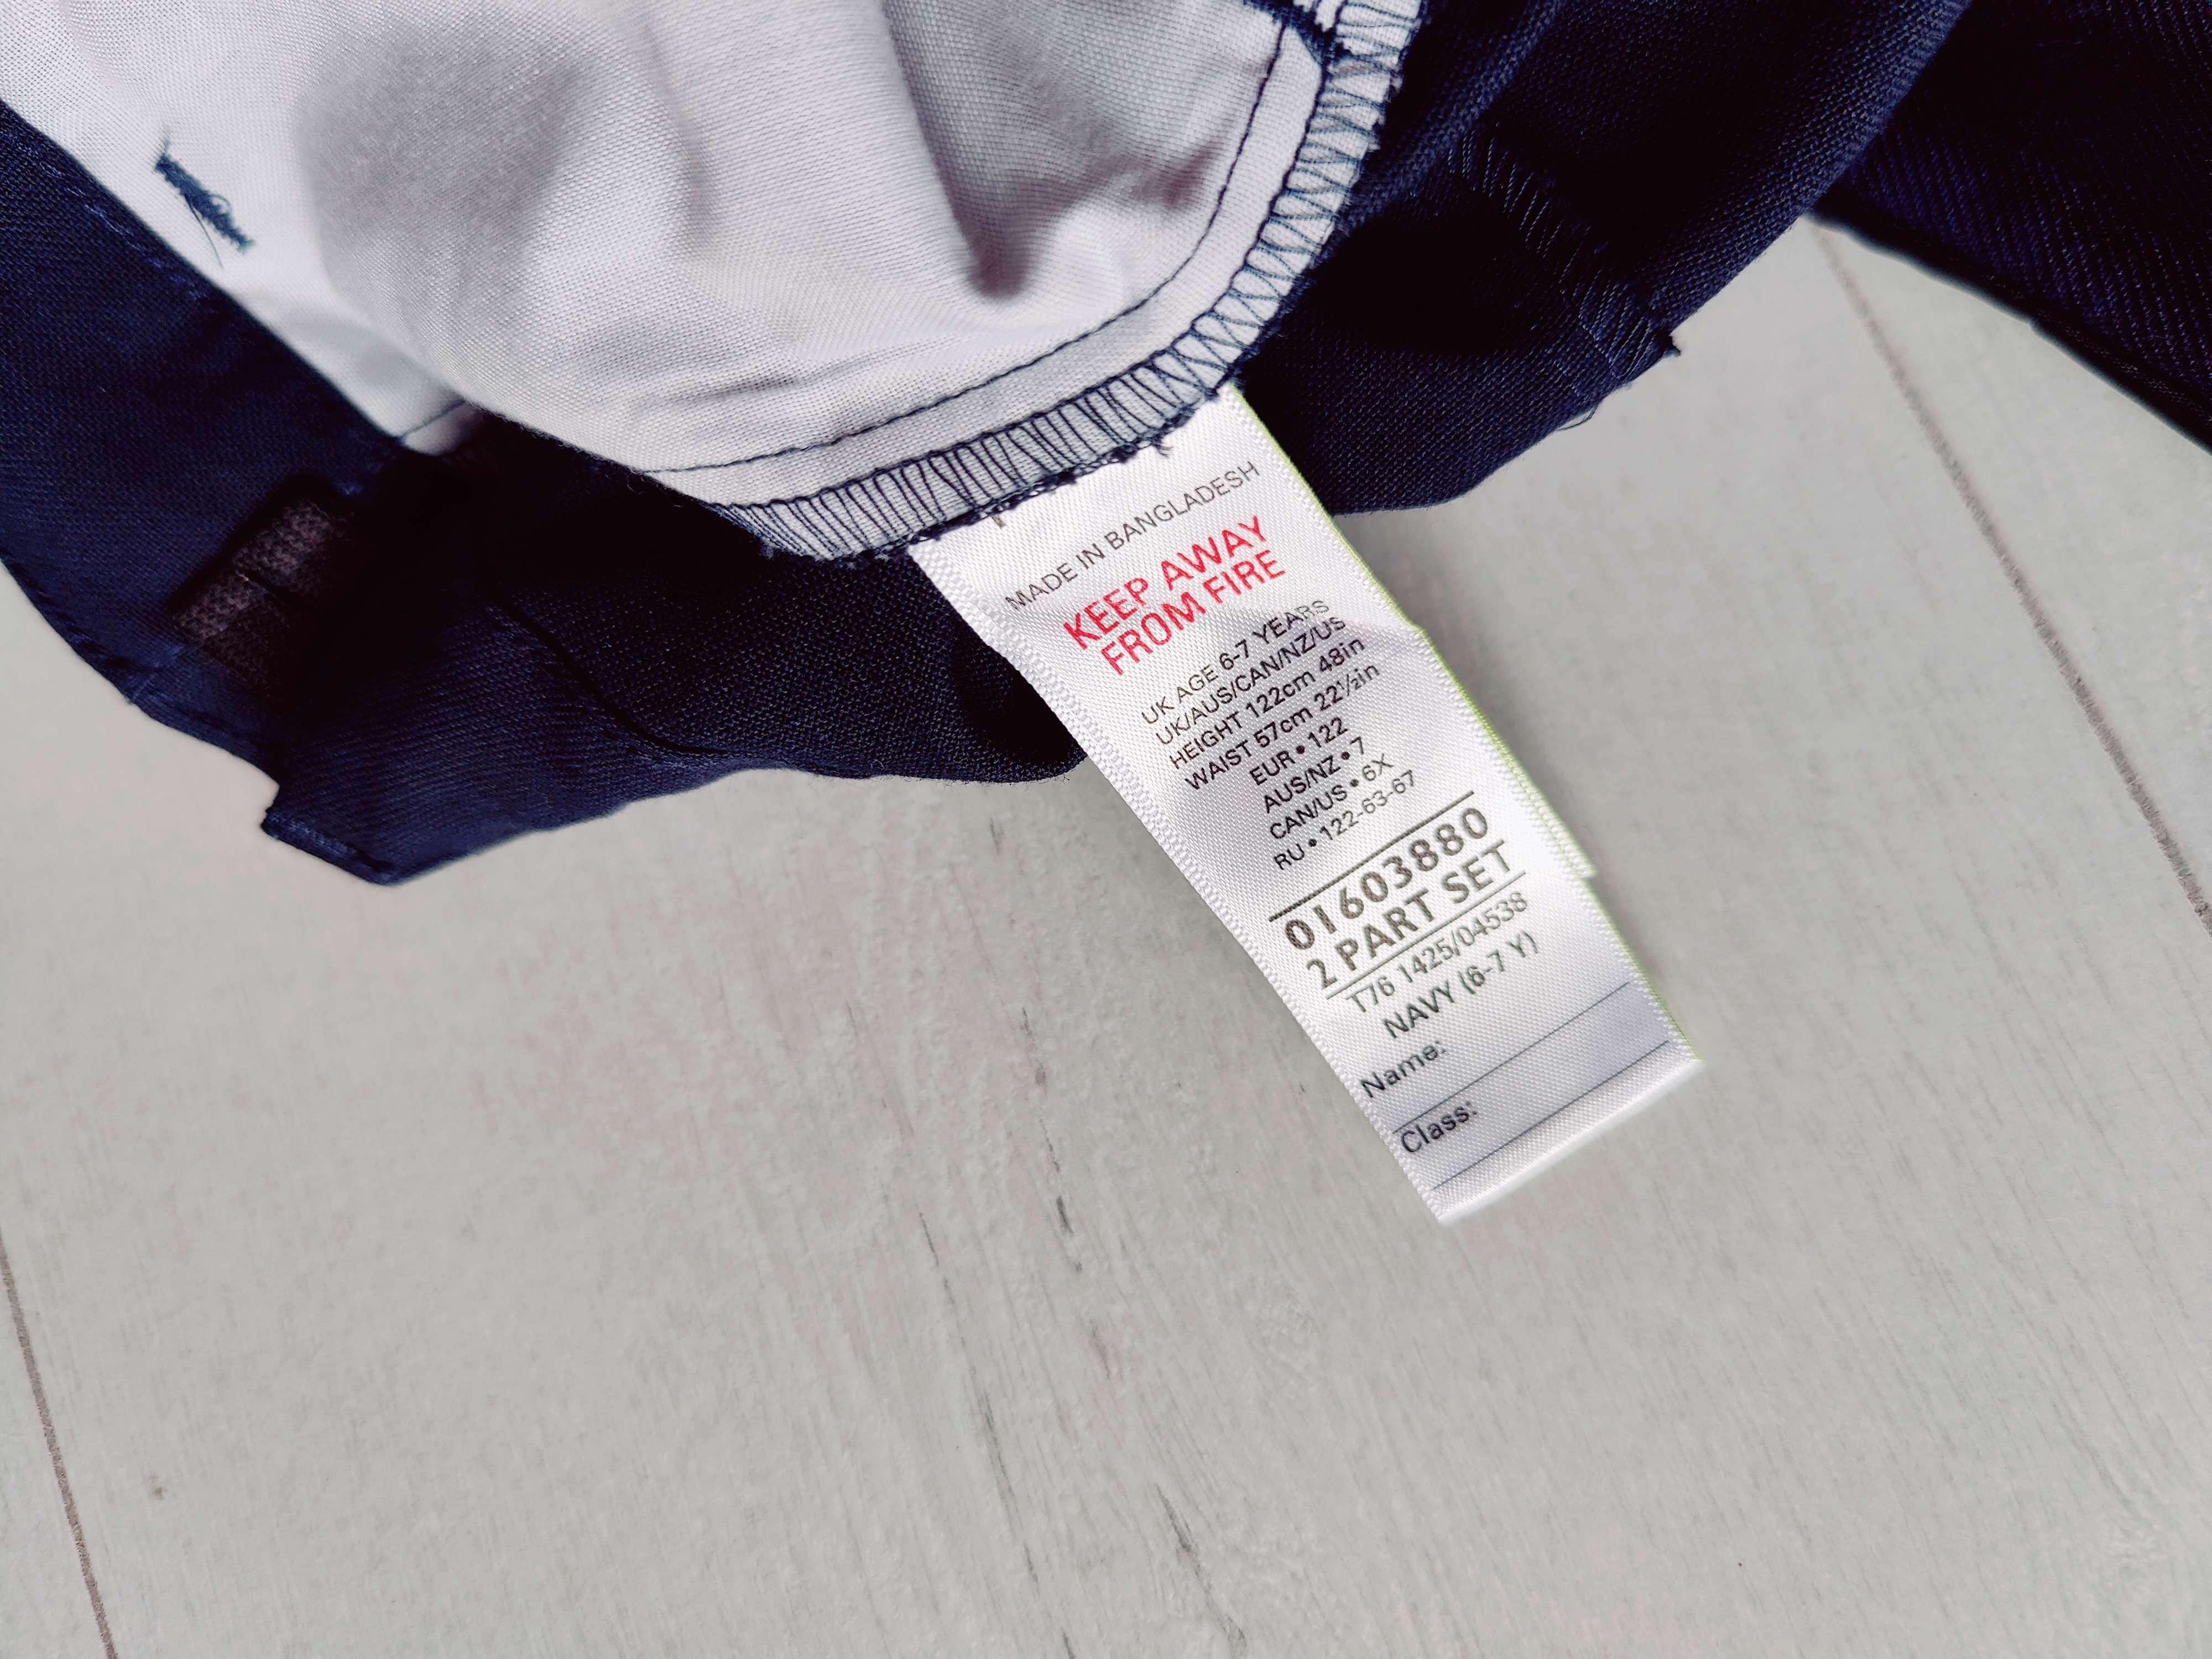 MADE IN BANGLADESH
KEEP AWAY
FROM FIRE
UK AGE 6-7 YEARS
UK/AUS/CAN/NZ/US
HEIGHT 122cm 48in
WAIST 57cm 22½in
EUR • 122
AUS/NZ • 7
CAN/US • 6X
RU • 122-63-67
01603880
2 PART SET
T76 1425/04538
NAVY (6-7 Y)
Name:
Class: